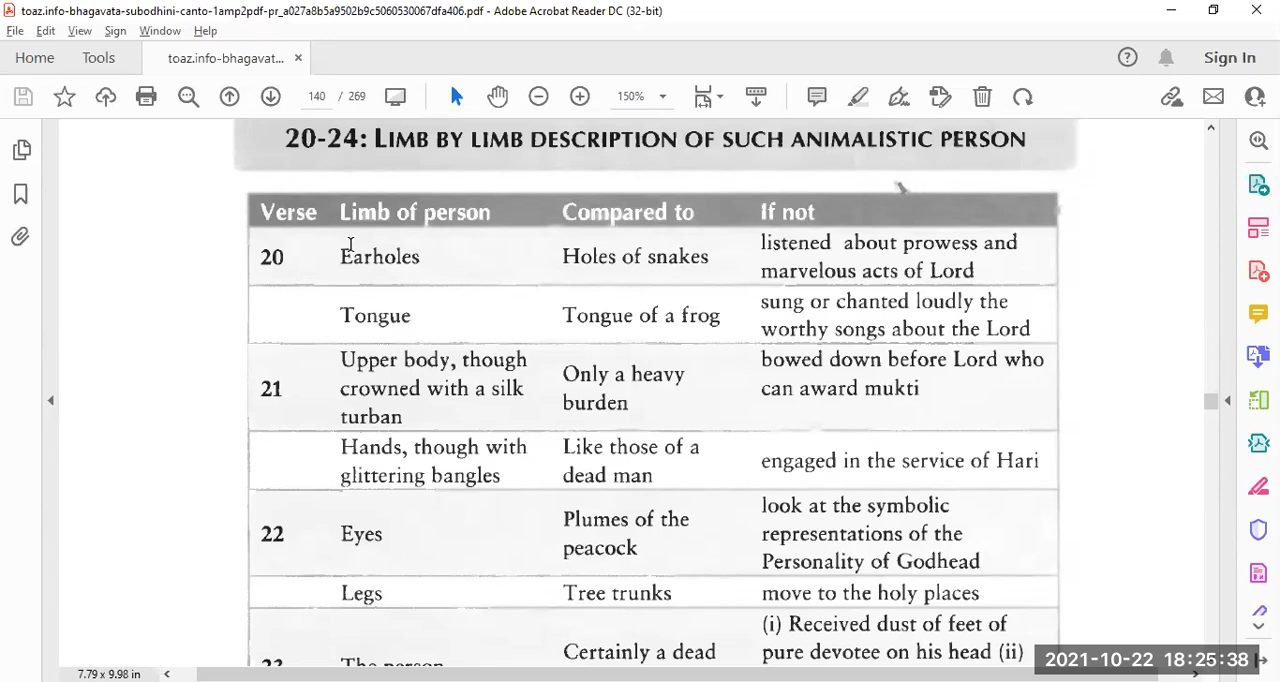 toaz.info-bhagavata-subodhini-canto-1amp2pdf-pr_a027a8b5a9502b9c5060530067dfa406.pdf - Adobe Acrobat Reader DC (32-bit)
File Edit View Sign Window Help
Home Tools toaz.info-bhagavat... × Sign In
140 / 269 150%
20-24: LIMB BY LIMB DESCRIPTION OF SUCH ANIMALISTIC PERSON
Verse Limb of person Compared to If not
20 Earholes Holes of snakes listened about prowess and
marvelous acts of Lord
Tongue Tongue of a frog sung or chanted loudly the
worthy songs about the Lord
21 Upper body, though
crowned with a silk
turban
Only a heavy
burden
bowed down before Lord who
can award mukti
Hands, though with
glittering bangles
Like those of a
dead man
engaged in the service of Hari
22 Eyes Plumes of the
peacock
look at the symbolic
representations of the
Personality of Godhead
Legs Tree trunks move to the holy places
23 The person Certainly a dead (i) Received dust of feet of
pure devotee on his head (ii)
2021-10-22 18:25:38
7.79 x 9.98 in